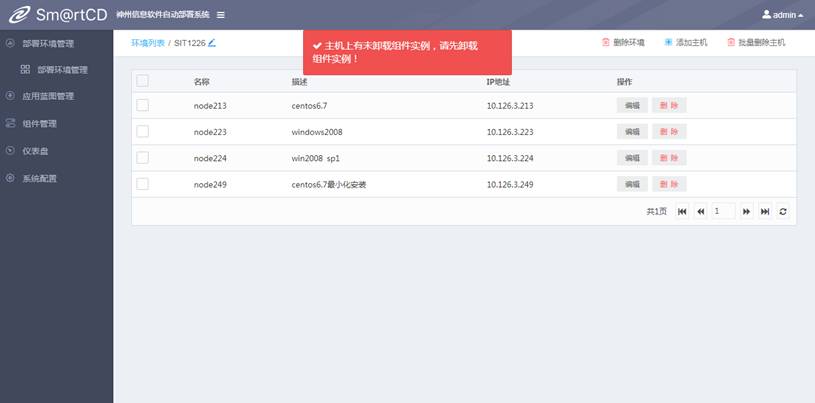 Sm@rtCD 神州信息软件自动部署系统 admin
部署环境管理
部署环境管理
应用蓝图管理
组件管理
仪表盘
系统配置
环境列表 / SIT1226
主机上有未卸载组件实例，请先卸载
组件实例！
删除环境 添加主机 批量删除主机
名称 描述 IP地址 操作
node213 centos6.7 10.126.3.213 编辑 删 除
node223 windows2008 10.126.3.223 编辑 删 除
node224 win2008 sp1 10.126.3.224 编辑 删 除
node249 centos6.7最小化安装 10.126.3.249 编辑 删 除
共1页 1